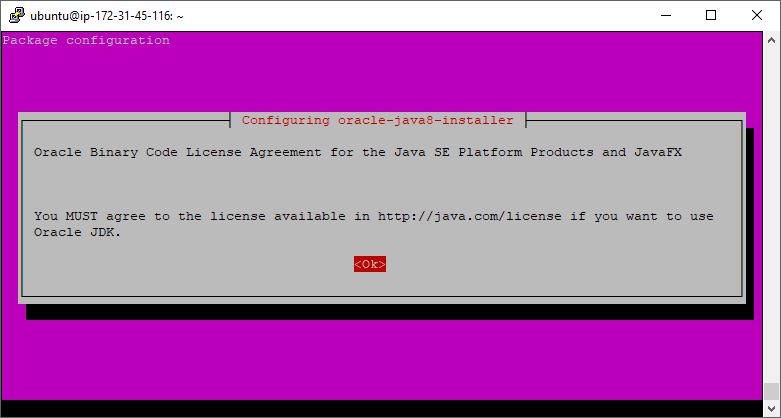 ubuntu@ip-172-31-45-116: ~
Package configuration
Configuring oracle-java8-installer
Oracle Binary Code License Agreement for the Java SE Platform Products and JavaFX
You MUST agree to the license available in http://java.com/license if you want to use
Oracle JDK.
<Ok>